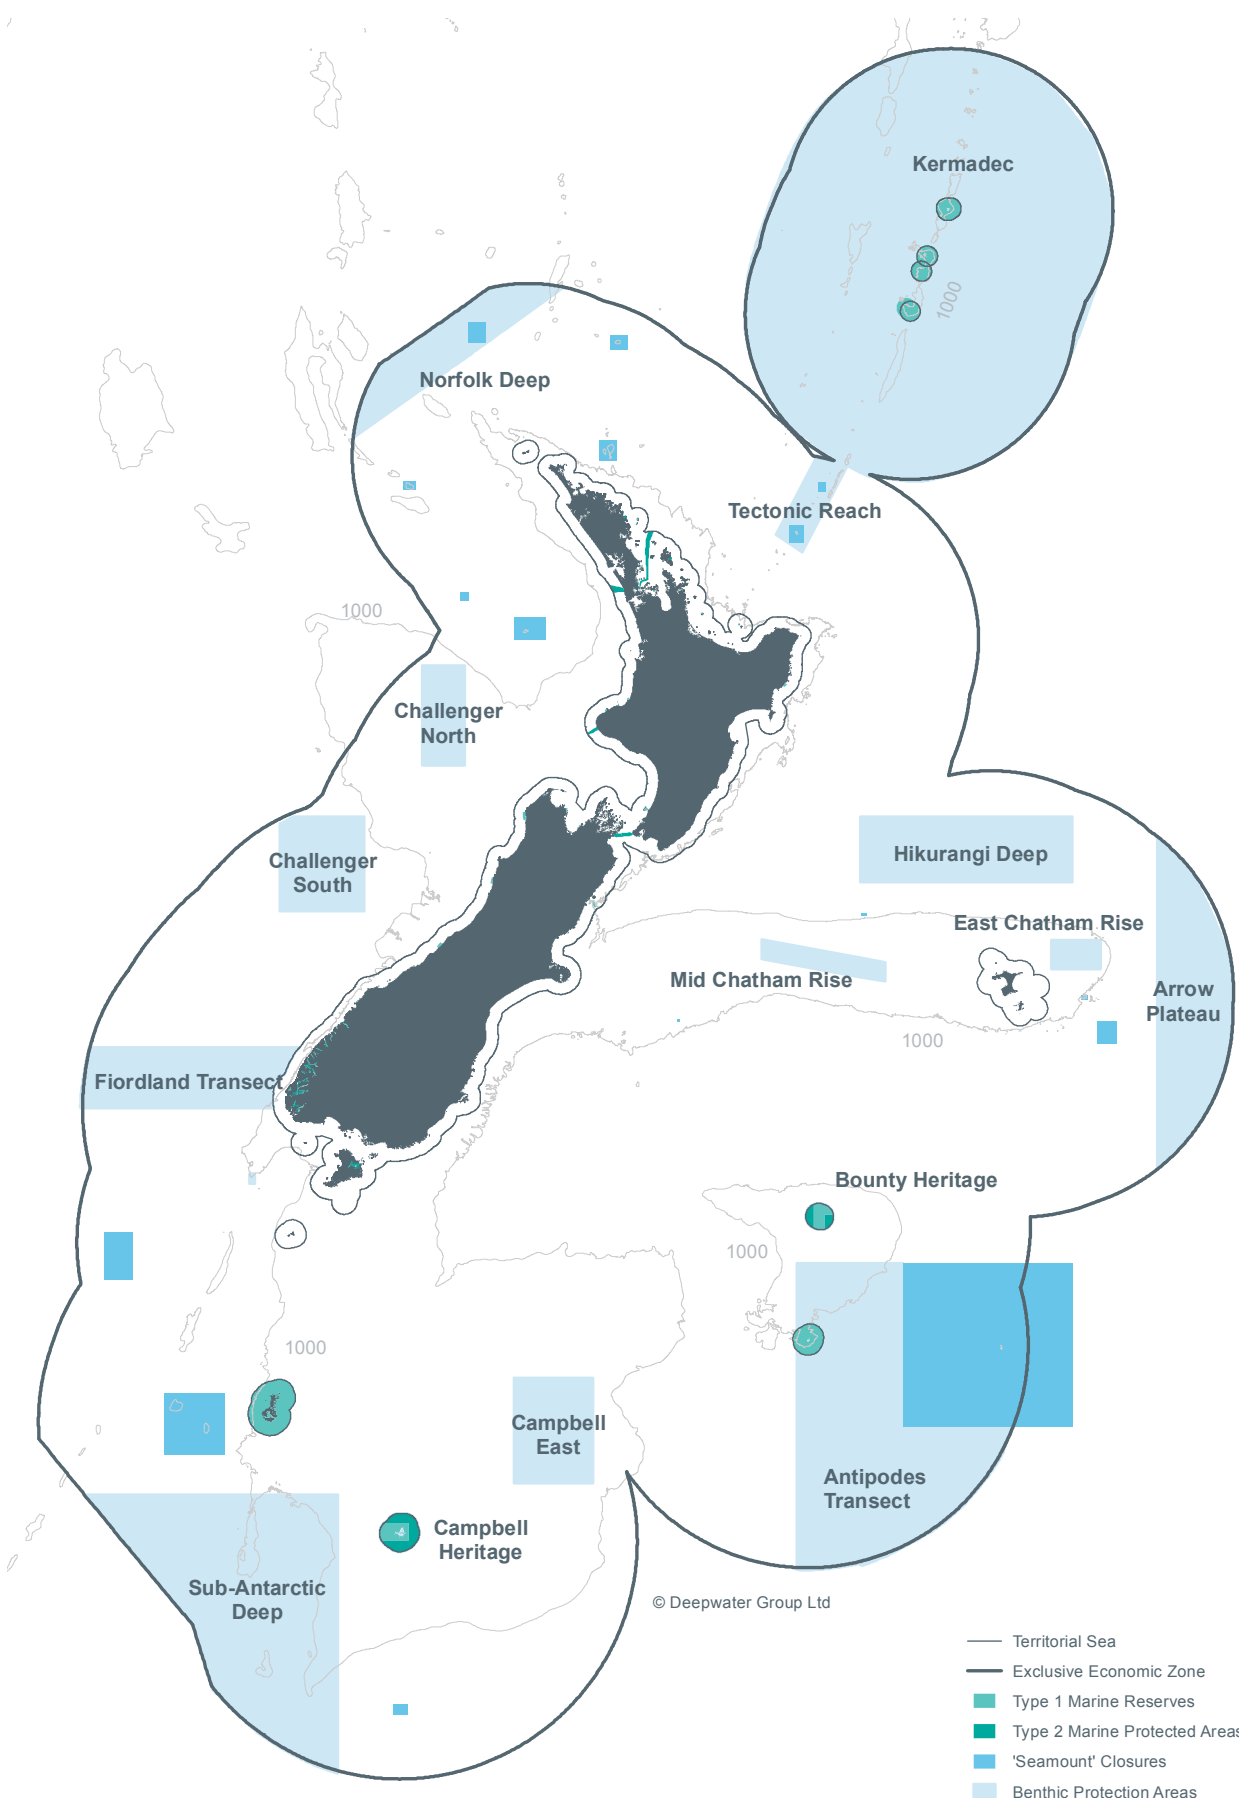 Kermadec
1000
Norfolk Deep
Tectonic Reach
1000
Challenger
North
Challenger
South
Hikurangi Deep
East Chatham Rise
Mid Chatham Rise
Arrow
Plateau
1000
Fiordland Transect
Bounty Heritage
1000
1000
Campbell
East
Antipodes
Transect
Campbell
Heritage
Sub-Antarctic
Deep
© Deepwater Group Ltd
Territorial Sea
Exclusive Economic Zone
Type 1 Marine Reserves
Type 2 Marine Protected Areas
'Seamount' Closures
Benthic Protection Areas